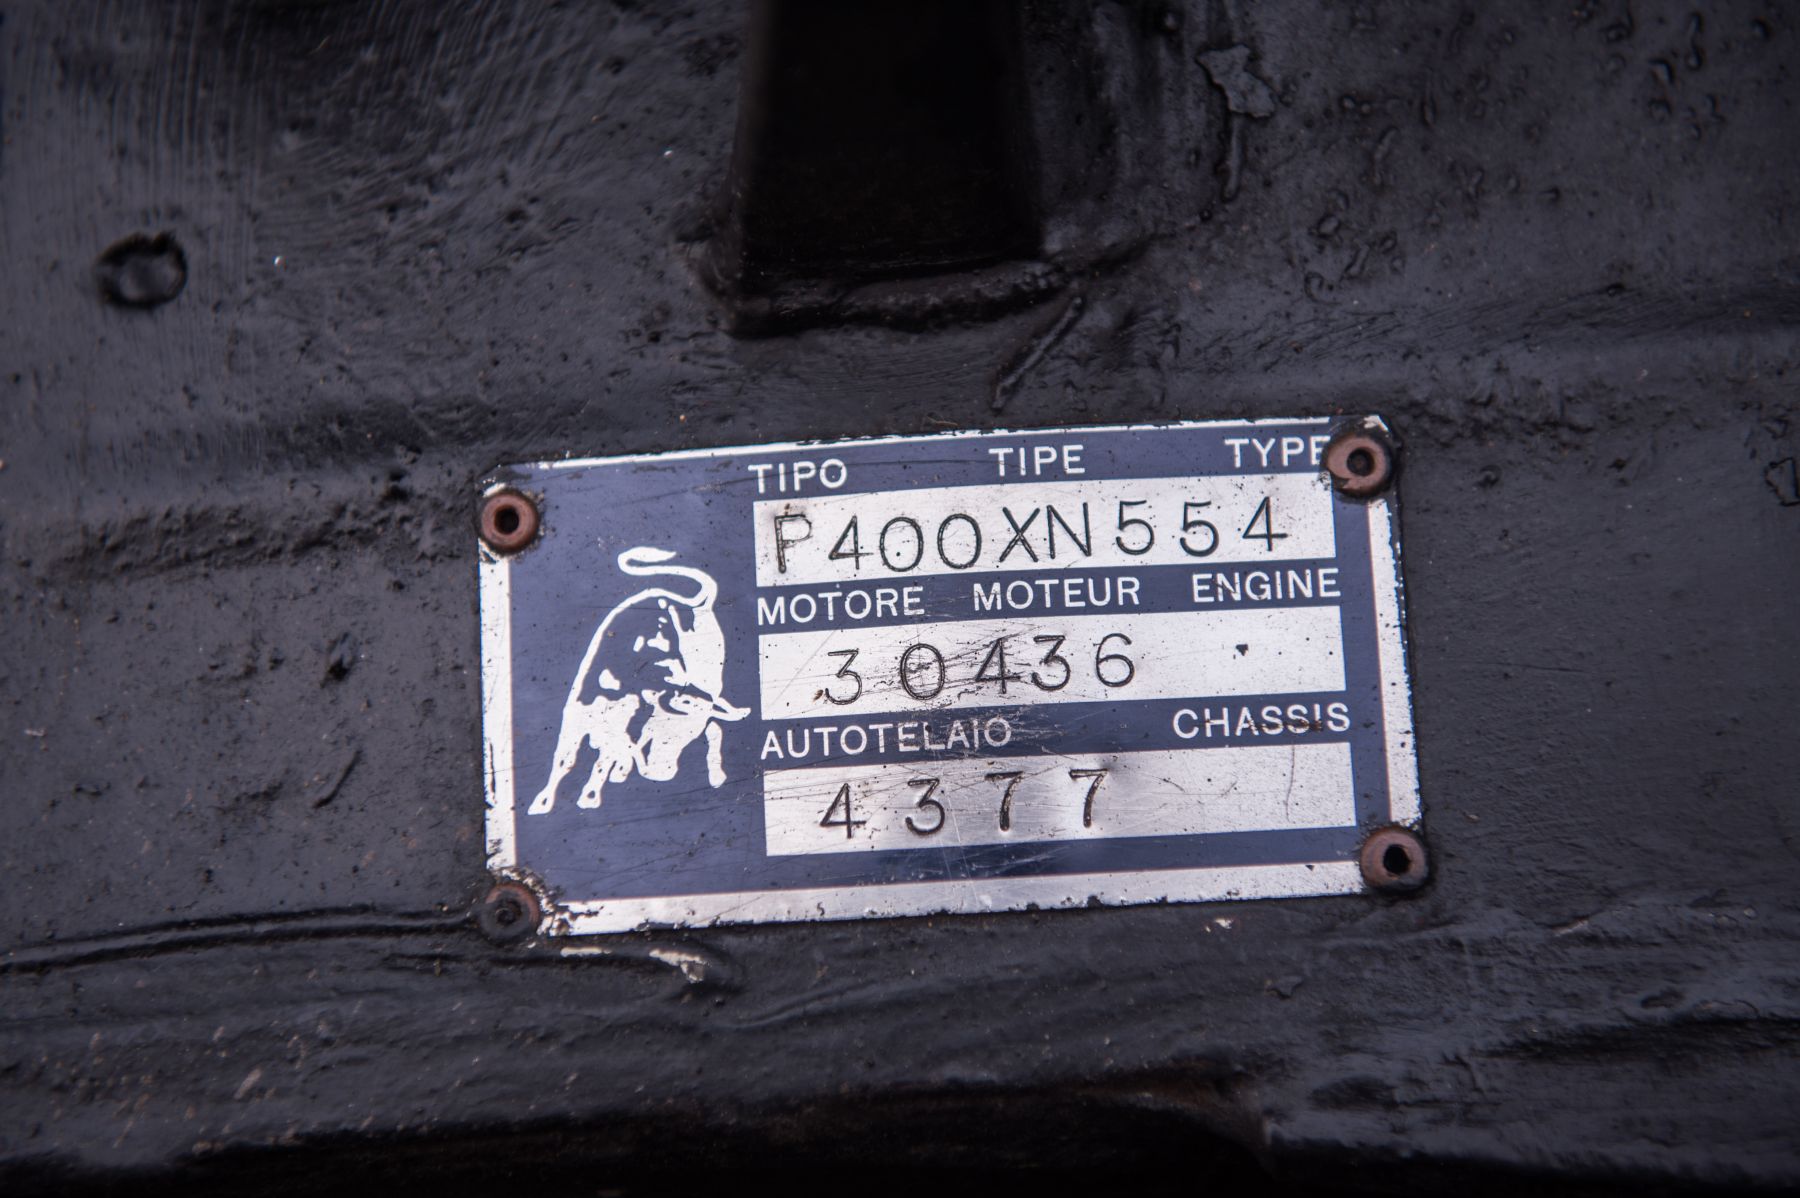 TIPO TIPE TYPE
P400XN554
MOTORE MOTEUR ENGINE
30436
AUTOTELAIO CHASSIS
4377